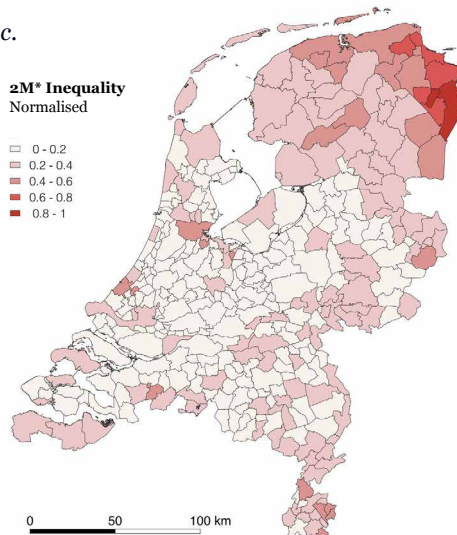 c.
2M* Inequality
Normalised
0 - 0.2
0.2 - 0.4
0.4 - 0.6
0.6 - 0.8
0.8 - 1
0 50 100 km